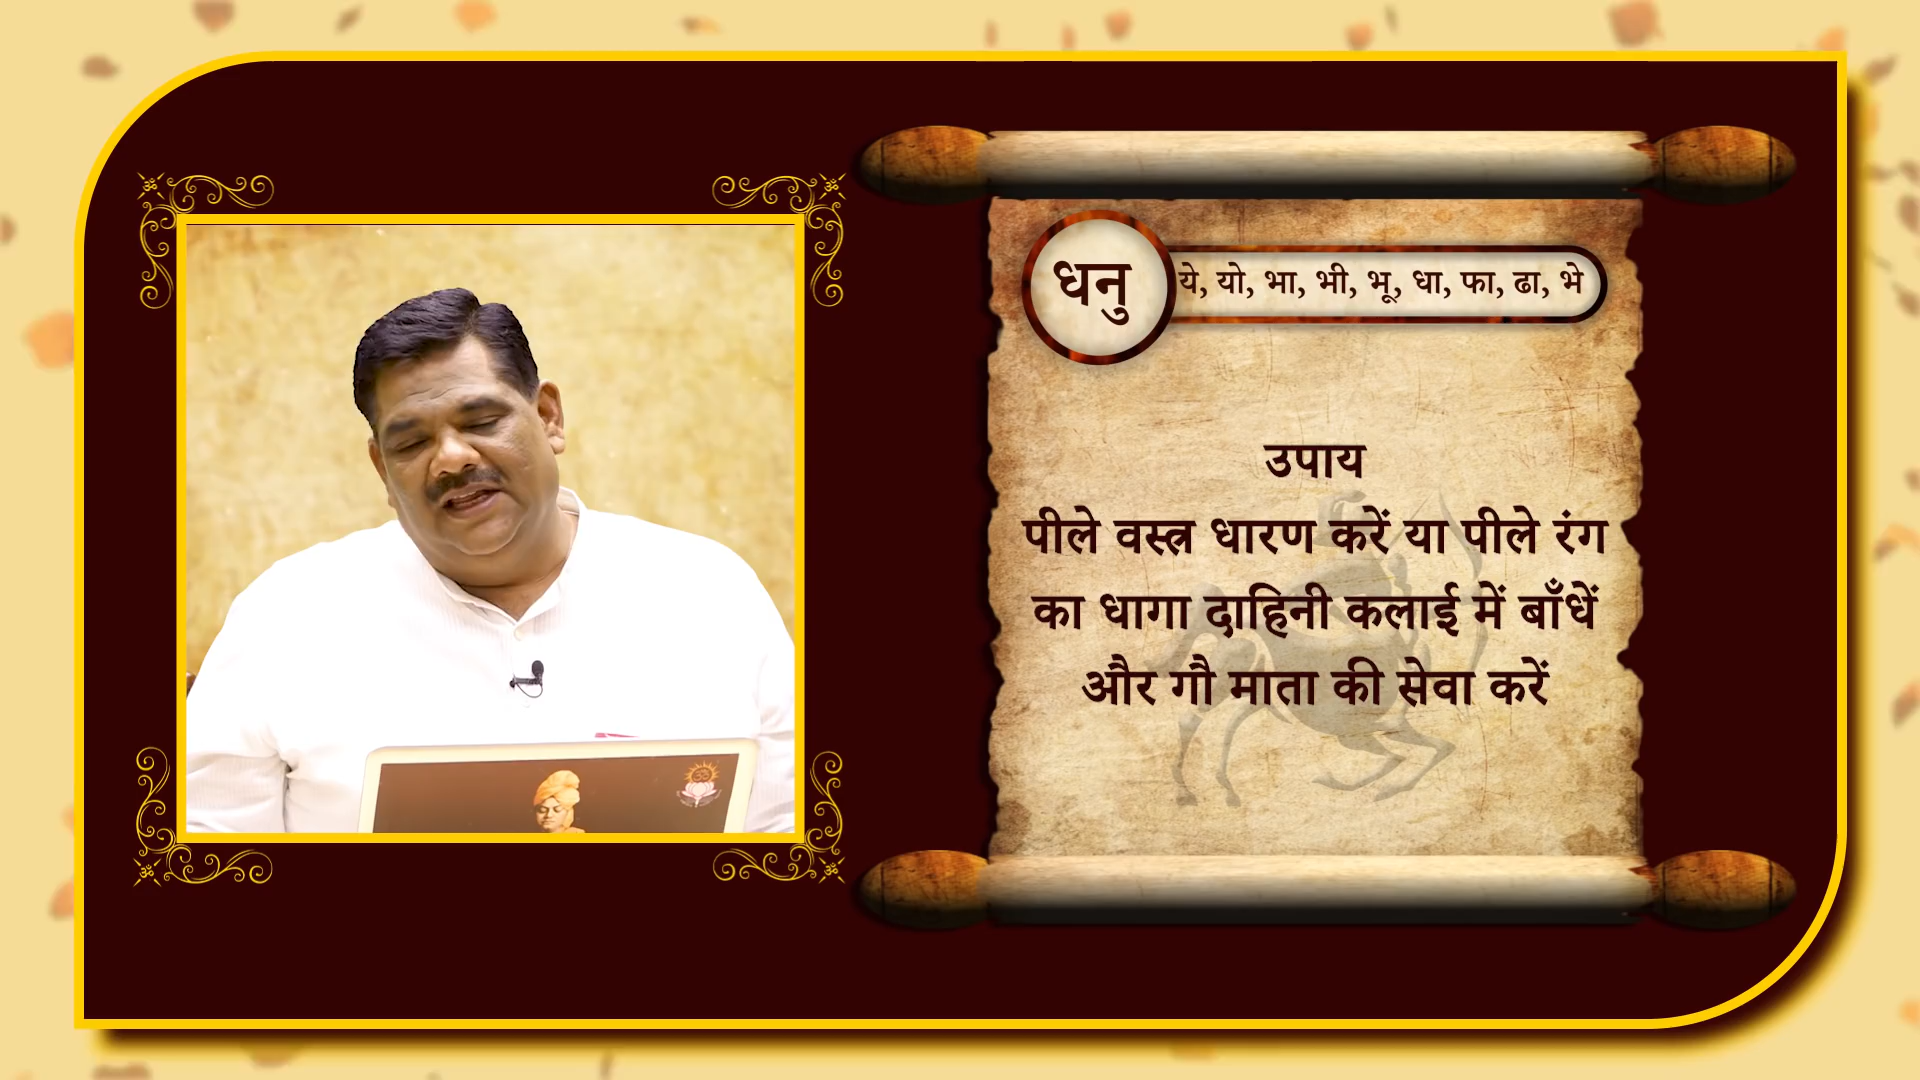 धनु
ये, यो, भा, भी, भू, धा, फा, ढा, भे
उपाय
पीले वस्त्र धारण करें या पीले रंग
का धागा दाहिनी कलाई में बाँधें
और गौ माता की सेवा करें